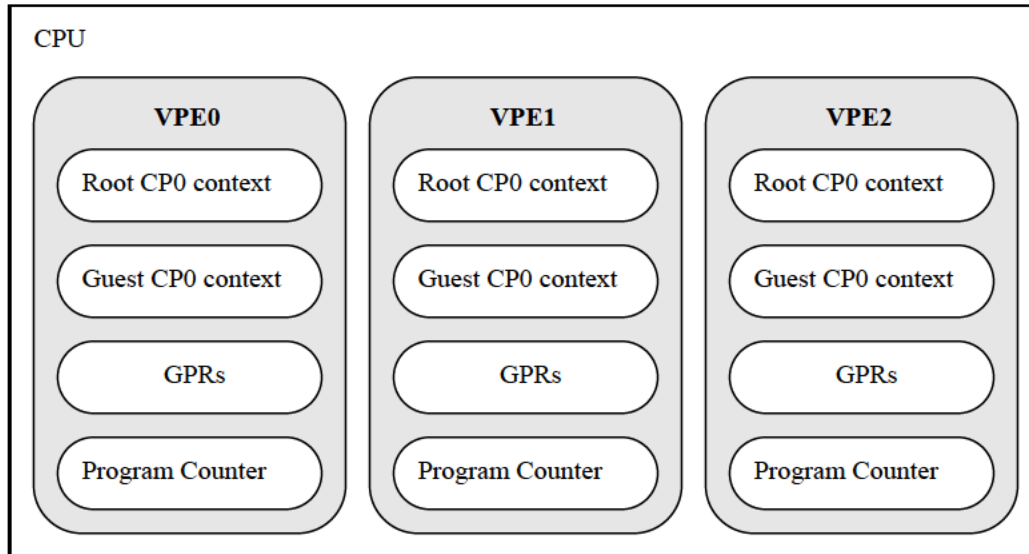 CPU
VPE0
Root CP0 context
Guest CP0 context
GPRs
Program Counter
VPE1
Root CP0 context
Guest CP0 context
GPRs
Program Counter
VPE2
Root CP0 context
Guest CP0 context
GPRs
Program Counter